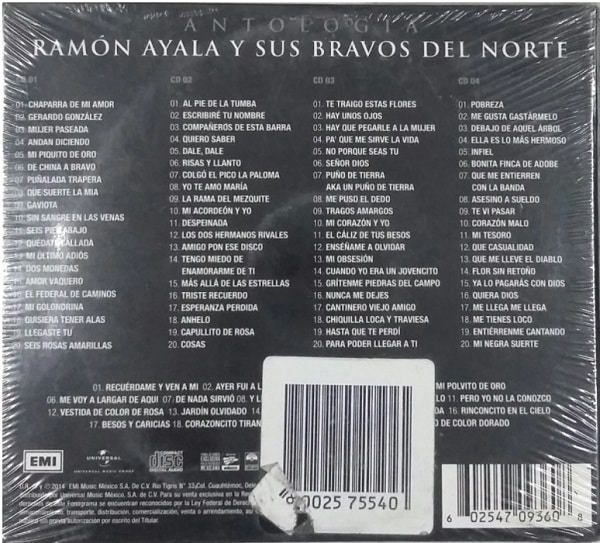 ANTOLOGÍA
RAMÓN AYALA Y SUS BRAVOS DEL NORTE
CD 01
01. CHAPARRA DE MI AMOR
02. GERARDO GONZÁLEZ
03. MUJER PASEADA
04. ANDAN DICIENDO
05. MI PIQUITO DE ORO
06. DE CHINA A BRAVO
07. PUÑALADA TRAPERA
08. QUE SUERTE LA MIA
09. GAVIOTA
10. SIN SANGRE EN LAS VENAS
11. SEIS PIES ABAJO
12. QUÉDATE CALLADA
13. MI ÚLTIMO ADIÓS
14. DOS MONEDAS
15. AMOR VAQUERO
16. EL FEDERAL DE CAMINOS
17. MI GOLONDRINA
18. QUISIERA TENER ALAS
19. LLEGASTE TÚ
20. SEIS ROSAS AMARILLAS
CD 02
01. AL PIE DE LA TUMBA
02. ESCRIBIRÉ TU NOMBRE
03. COMPAÑEROS DE ESTA BARRA
04. QUIERO SABER
05. DALE, DALE
06. RISAS Y LLANTO
07. COLGÓ EL PICO LA PALOMA
08. YO TE AMO MARÍA
09. LA RAMA DEL MEZQUITE
10. MI ACORDEÓN Y YO
11. DESPEINADA
12. LOS DOS HERMANOS RIVALES
13. AMIGO PON ESE DISCO
14. TENGO MIEDO DE
ENAMORARME DE TI
15. MÁS ALLÁ DE LAS ESTRELLAS
16. TRISTE RECUERDO
17. ESPERANZA PERDIDA
18. ANHELO
19. CAPULLITO DE ROSA
20. COSAS
CD 03
01. TE TRAIGO ESTAS FLORES
02. HAY UNOS OJOS
03. HAY QUE PEGARLE A LA MUJER
04. PA' QUE ME SIRVE LA VIDA
05. NO PORQUE SEAS TU
06. SEÑOR DIOS
07. PUÑO DE TIERRA
AKA UN PUÑO DE TIERRA
08. ME PUSO EL DEDO
09. TRAGOS AMARGOS
10. MI CORAZÓN Y YO
11. EL CÁLIZ DE TUS BESOS
12. ENSÉÑAME A OLVIDAR
13. MI OBSESIÓN
14. CUANDO YO ERA UN JOVENCITO
15. GRÍTENME PIEDRAS DEL CAMPO
16. NUNCA ME DEJES
17. CANTINERO VIEJO AMIGO
18. CHIQUILLA LOCA Y TRAVIESA
19. HASTA QUE TE PERDÍ
20. PARA PODER LLEGAR A TI
CD 04
01. POBREZA
02. ME GUSTA GASTÁRMELO
03. DEBAJO DE AQUEL ÁRBOL
04. ELLA ES LO MÁS HERMOSO
05. INFIEL
06. BONITA FINCA DE ADOBE
07. QUE ME ENTIERREN
CON LA BANDA
08. ASESINO A SUELDO
09. TE VI PASAR
10. CORAZÓN MALO
11. MI TESORO
12. QUE CASUALIDAD
13. QUE ME LLEVE EL DIABLO
14. FLOR SIN RETOÑO
15. YA LO PAGARÁS CON DIOS
16. QUIERA DIOS
17. ME LLEGA ME LLEGA
18. ME TIENES LOCO
19. ENTIÉRRENME CANTANDO
20. MI NEGRA SUERTE
01. RECUÉRDAME Y VEN A MI 02. AYER FUI A L MI POLVITO DE ORO
06. ME VOY A LARGAR DE AQUI 07. DE NADA SIRVIÓ 08. Y L 11. PERO YO NO LA CONOZCO
12. VESTIDA DE COLOR DE ROSA 13. JARDÍN OLVIDADO 14. 16. RINCONCITO EN EL CIELO
17. BESOS Y CARICIAS 18. CORAZONCITO TIRAN O DE COLOR DORADO
EMI
UNIVERSAL
UNIVERSAL MUSIC GROUP
COMPACT
disc
DIGITAL AUDIO
0025 75540
6 02547 09360 8